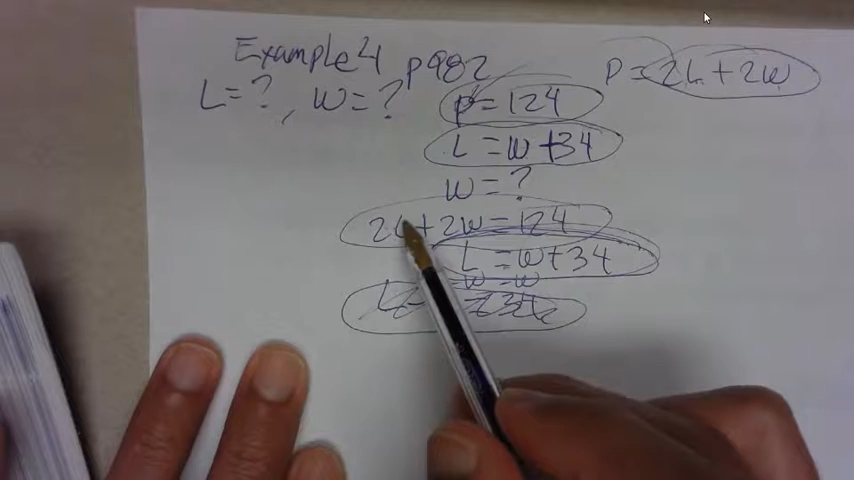 Example 4 p982
P = 2L + 2W
L = ?, W = ?
P = 124
L = W + 34
W = ?
2L + 2W = 124
L = W + 34
-W -W